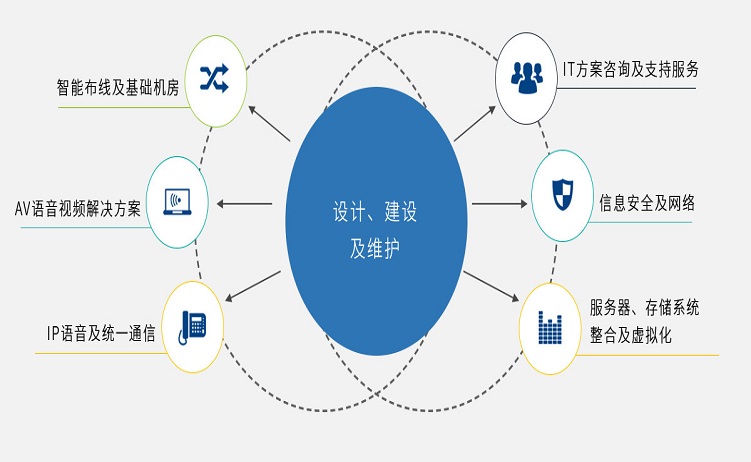 智能布线及基础机房
IT方案咨询及支持服务
AV语音视频解决方案
设计、建设
及维护
信息安全及网络
IP语音及统一通信
服务器、存储系统
整合及虚拟化